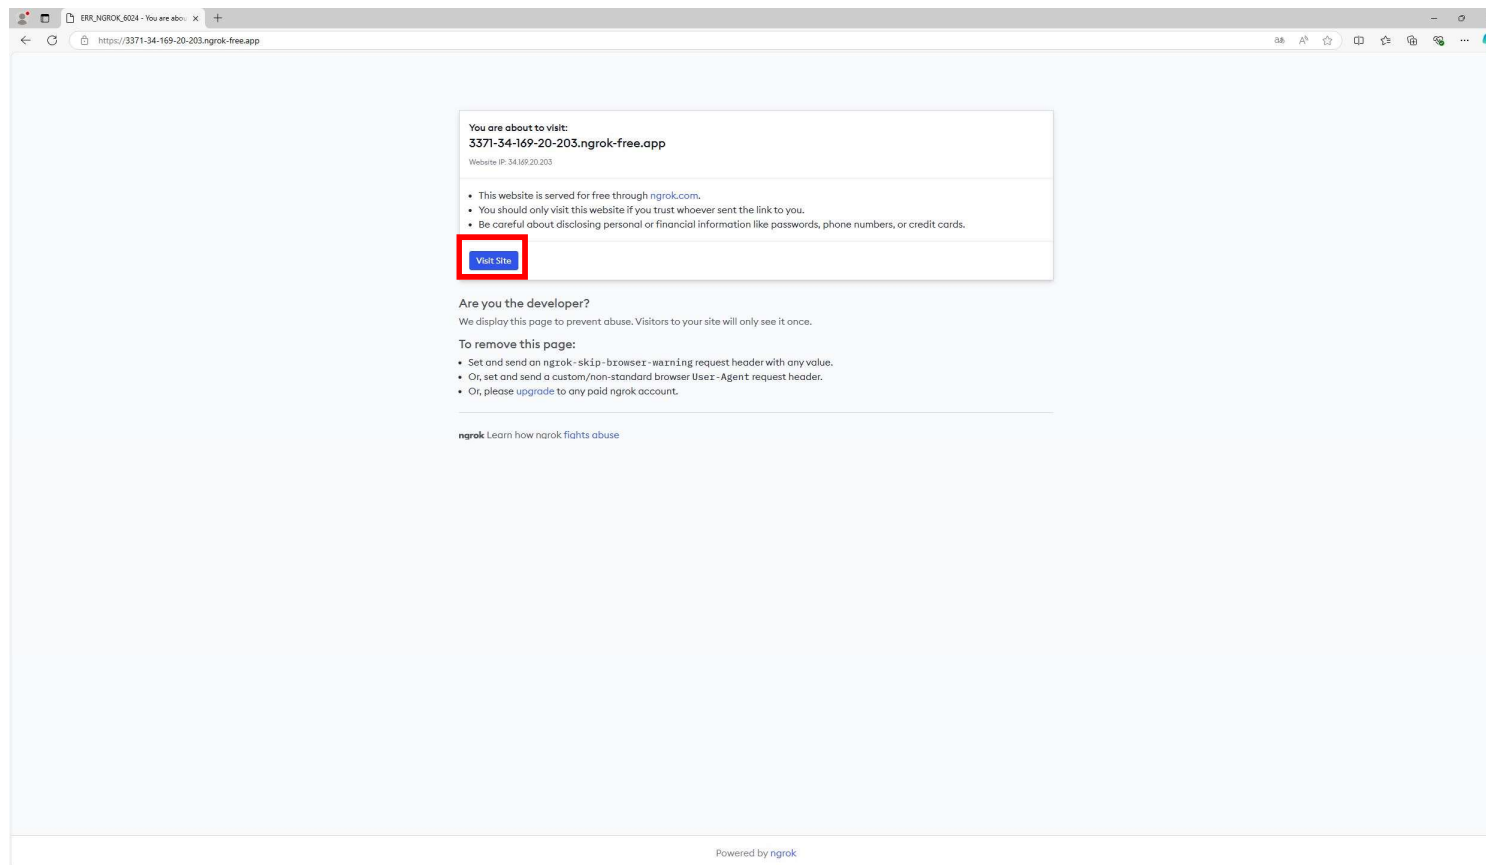 ERR_NGROK_6024 - You are abou
https://3371-34-169-20-203.ngrok-free.app
You are about to visit:
3371-34-169-20-203.ngrok-free.app
Website IP: 34.169.20.203
• This website is served for free through ngrok.com.
• You should only visit this website if you trust whoever sent the link to you.
• Be careful about disclosing personal or financial information like passwords, phone numbers, or credit cards.
Visit Site
Are you the developer?
We display this page to prevent abuse. Visitors to your site will only see it once.
To remove this page:
• Set and send an ngrok-skip-browser-warning request header with any value.
• Or, set and send a custom/non-standard browser User-Agent request header.
• Or, please upgrade to any paid ngrok account.
ngrok Learn how ngrok fights abuse
Powered by ngrok